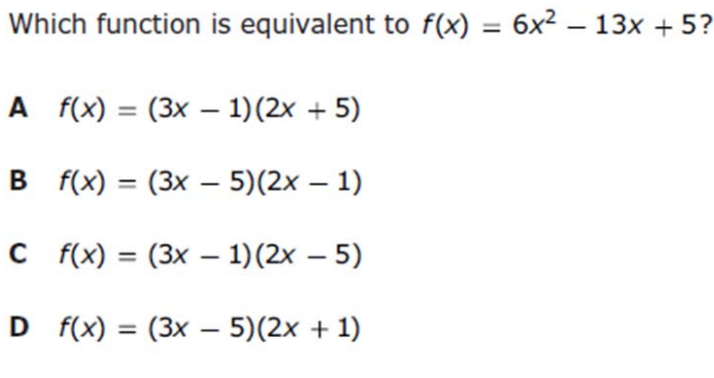 Which function is equivalent to f(x) = 6x² – 13x + 5?
A f(x) = (3x – 1)(2x + 5)
B f(x) = (3x – 5)(2x – 1)
C f(x) = (3x – 1)(2x – 5)
D f(x) = (3x – 5)(2x + 1)